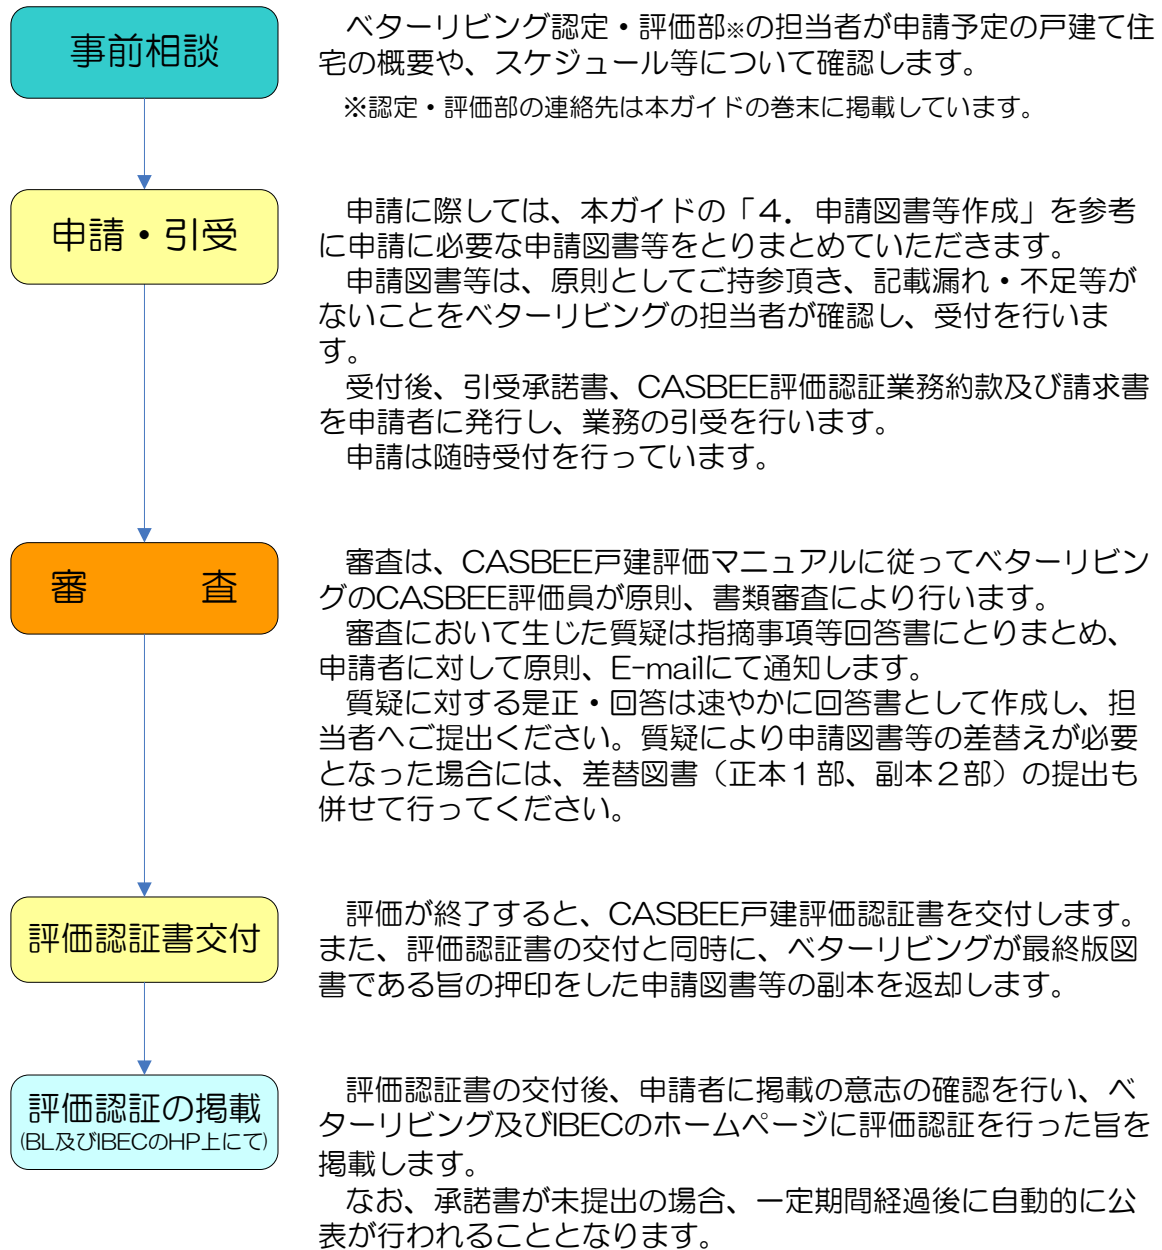 事前相談
ベターリビング認定・評価部※の担当者が申請予定の戸建て住
宅の概要や、スケジュール等について確認します。
※認定・評価部の連絡先は本ガイドの巻末に掲載しています。
申請・引受
申請に際しては、本ガイドの「４．申請図書等作成」を参考
に申請に必要な申請図書等をとりまとめていただきます。
申請図書等は、原則としてご持参頂き、記載漏れ・不足等が
ないことをベターリビングの担当者が確認し、受付を行いま
す。
受付後、引受承諾書、CASBEE評価認証業務約款及び請求書
を申請者に発行し、業務の引受を行います。
申請は随時受付を行っています。
審　査
審査は、CASBEE戸建評価マニュアルに従ってベターリビン
グのCASBEE評価員が原則、書類審査により行います。
審査において生じた質疑は指摘事項等回答書にとりまとめ、
申請者に対して原則、E-mailにて通知します。
質疑に対する是正・回答は速やかに回答書として作成し、担
当者へご提出ください。質疑により申請図書等の差替えが必要
となった場合には、差替図書（正本１部、副本２部）の提出も
併せて行ってください。
評価認証書交付
評価が終了すると、CASBEE戸建評価認証書を交付します。
また、評価認証書の交付と同時に、ベターリビングが最終版図
書である旨の押印をした申請図書等の副本を返却します。
評価認証の掲載
(BL及びIBECのHP上にて)
評価認証書の交付後、申請者に掲載の意志の確認を行い、ベ
ターリビング及びIBECのホームページに評価認証を行った旨を
掲載します。
なお、承諾書が未提出の場合、一定期間経過後に自動的に公
表が行われることとなります。